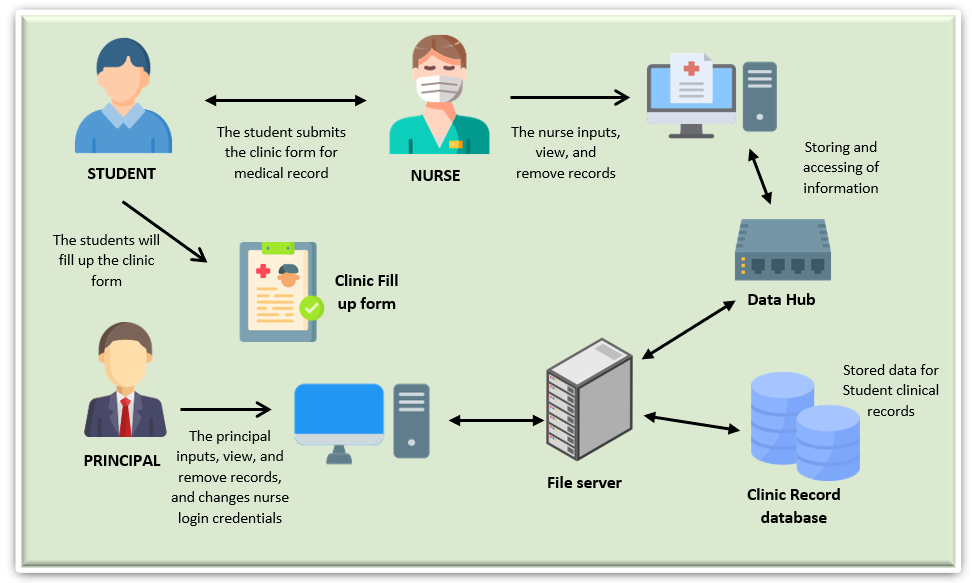 The student submits
the clinic form for
medical record
The nurse inputs,
view, and
remove records
STUDENT
NURSE
Storing and
accessing of
information
The students will
fill up the clinic
form
Clinic Fill
up form
Data Hub
Stored data for
Student clinical
records
PRINCIPAL
The principal
inputs, view, and
remove records,
and changes nurse
login credentials
File server
Clinic Record
database